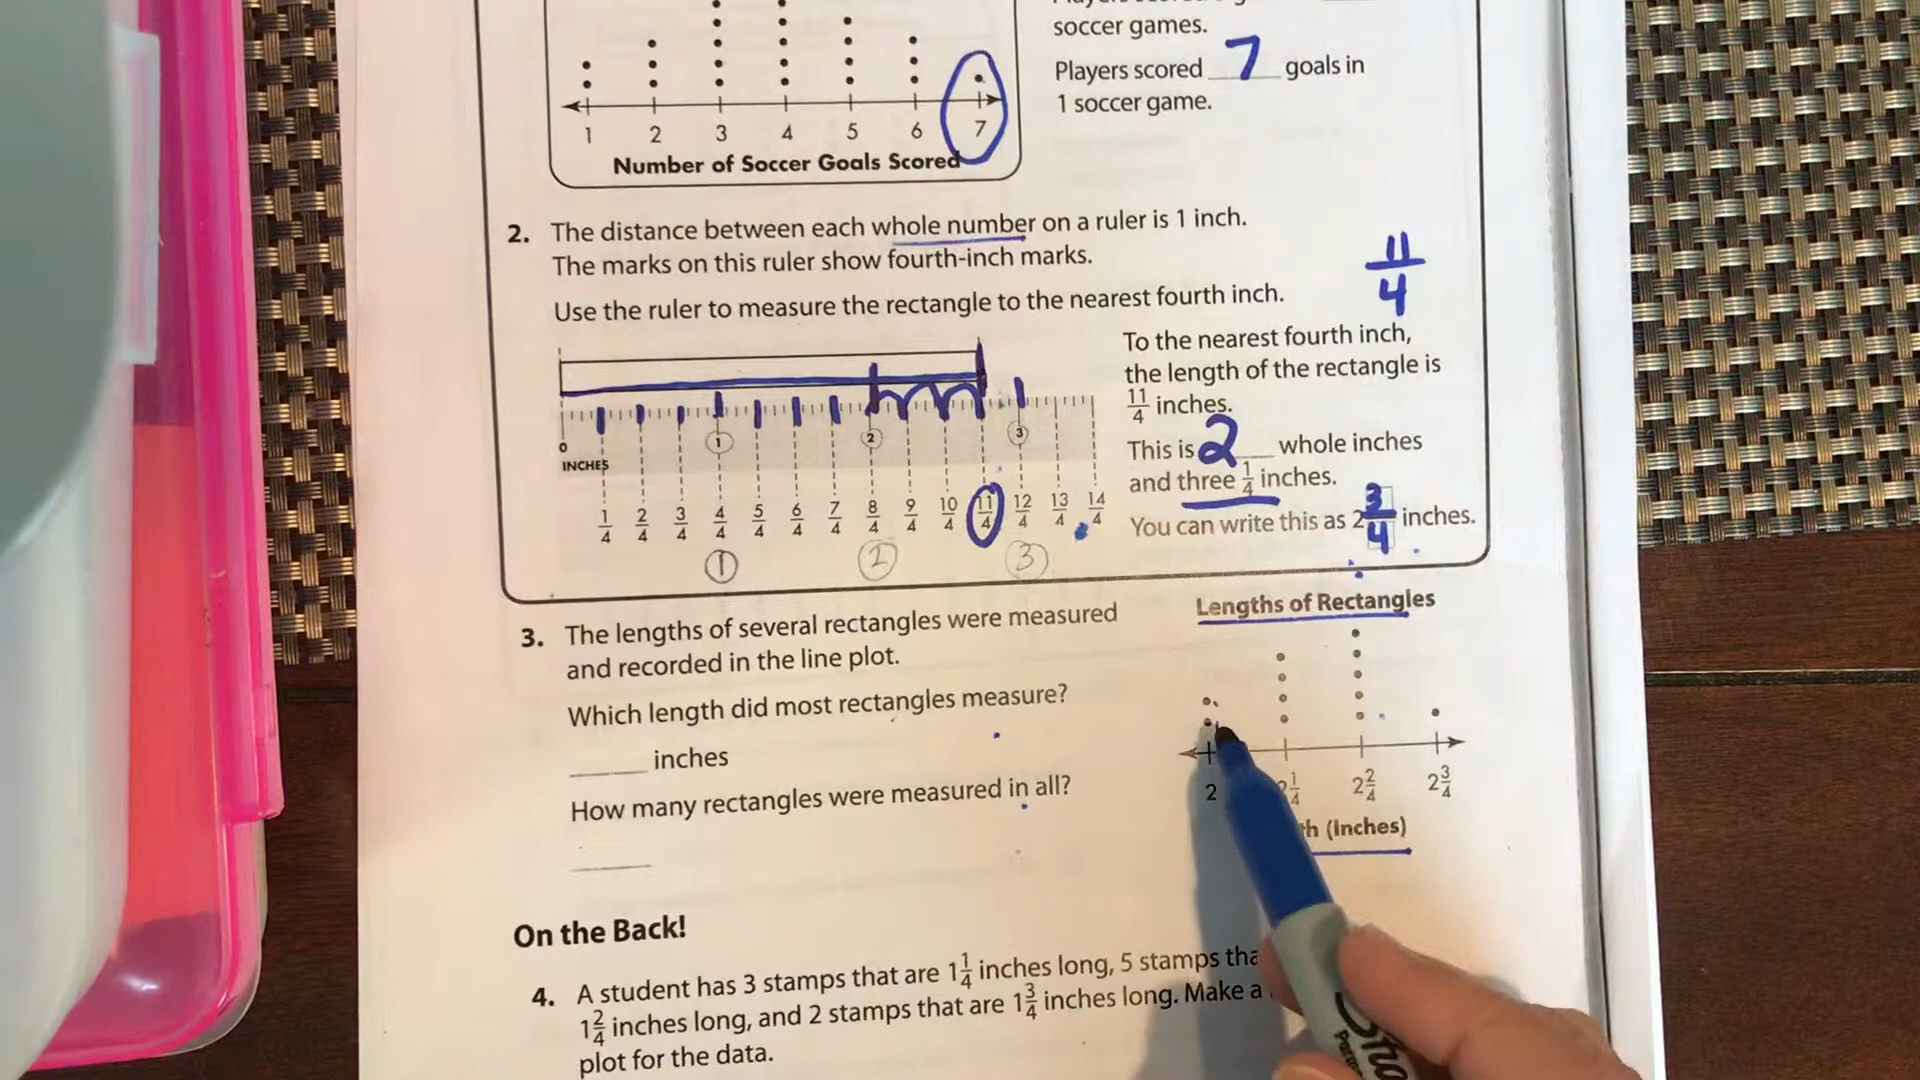 soccer games.
Players scored 7 goals in
1 soccer game.
1 2 3 4 5 6 7
Number of Soccer Goals Scored
2. The distance between each whole number on a ruler is 1 inch.
The marks on this ruler show fourth-inch marks.
Use the ruler to measure the rectangle to the nearest fourth inch.
11/4
To the nearest fourth inch,
the length of the rectangle is
11/4 inches.
This is 2 whole inches
and three 1/4 inches.
You can write this as 2 3/4 inches.
0 1 2 3
INCHES
1/4 2/4 3/4 4/4 5/4 6/4 7/4 8/4 9/4 10/4 11/4 12/4 13/4 14/4
1 2 3
3. The lengths of several rectangles were measured
and recorded in the line plot.
Which length did most rectangles measure?
____ inches
How many rectangles were measured in all?
____
Lengths of Rectangles
2 2 1/4 2 2/4 2 3/4
(Inches)
On the Back!
4. A student has 3 stamps that are 1 1/4 inches long, 5 stamps
1 2/4 inches long, and 2 stamps that are 1 3/4 inches long. Make a
plot for the data.